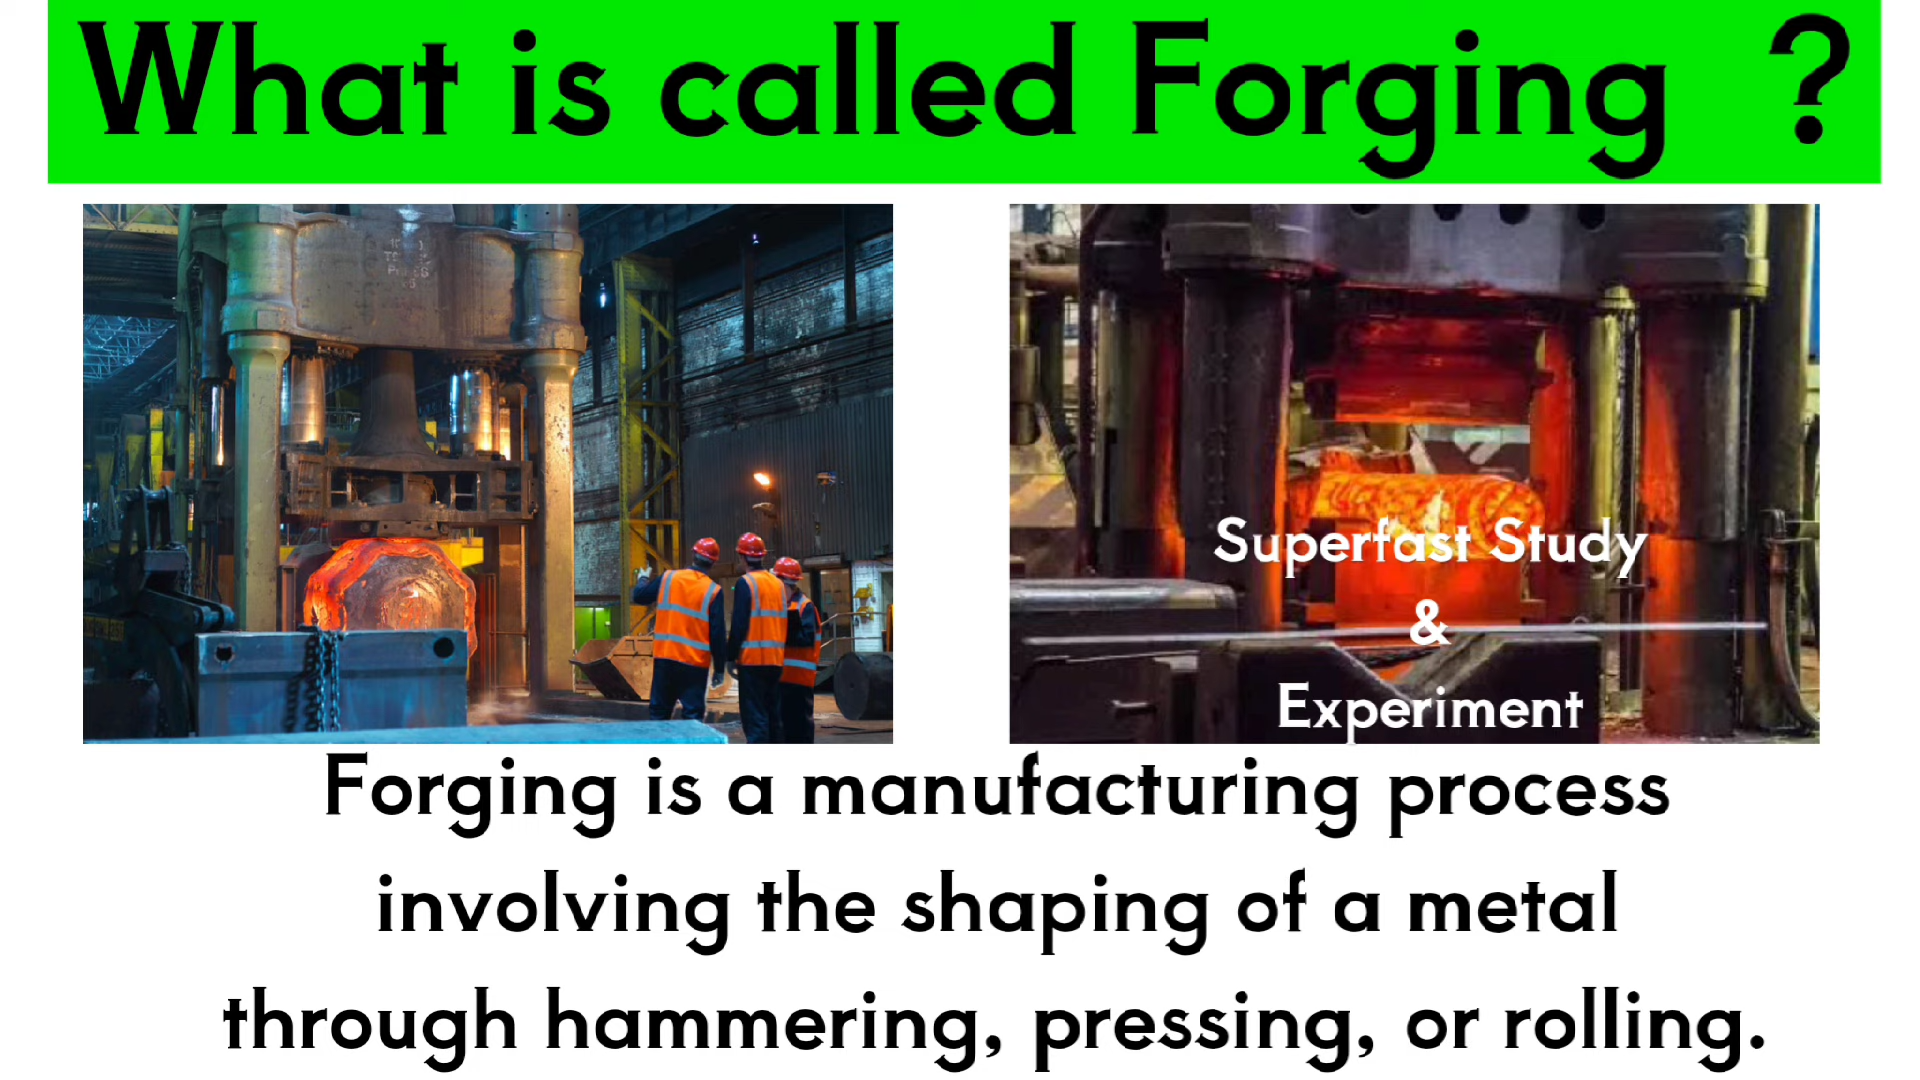 What is called Forging ?
Superfast Study
&
Experiment
Forging is a manufacturing process
involving the shaping of a metal
through hammering, pressing, or rolling.